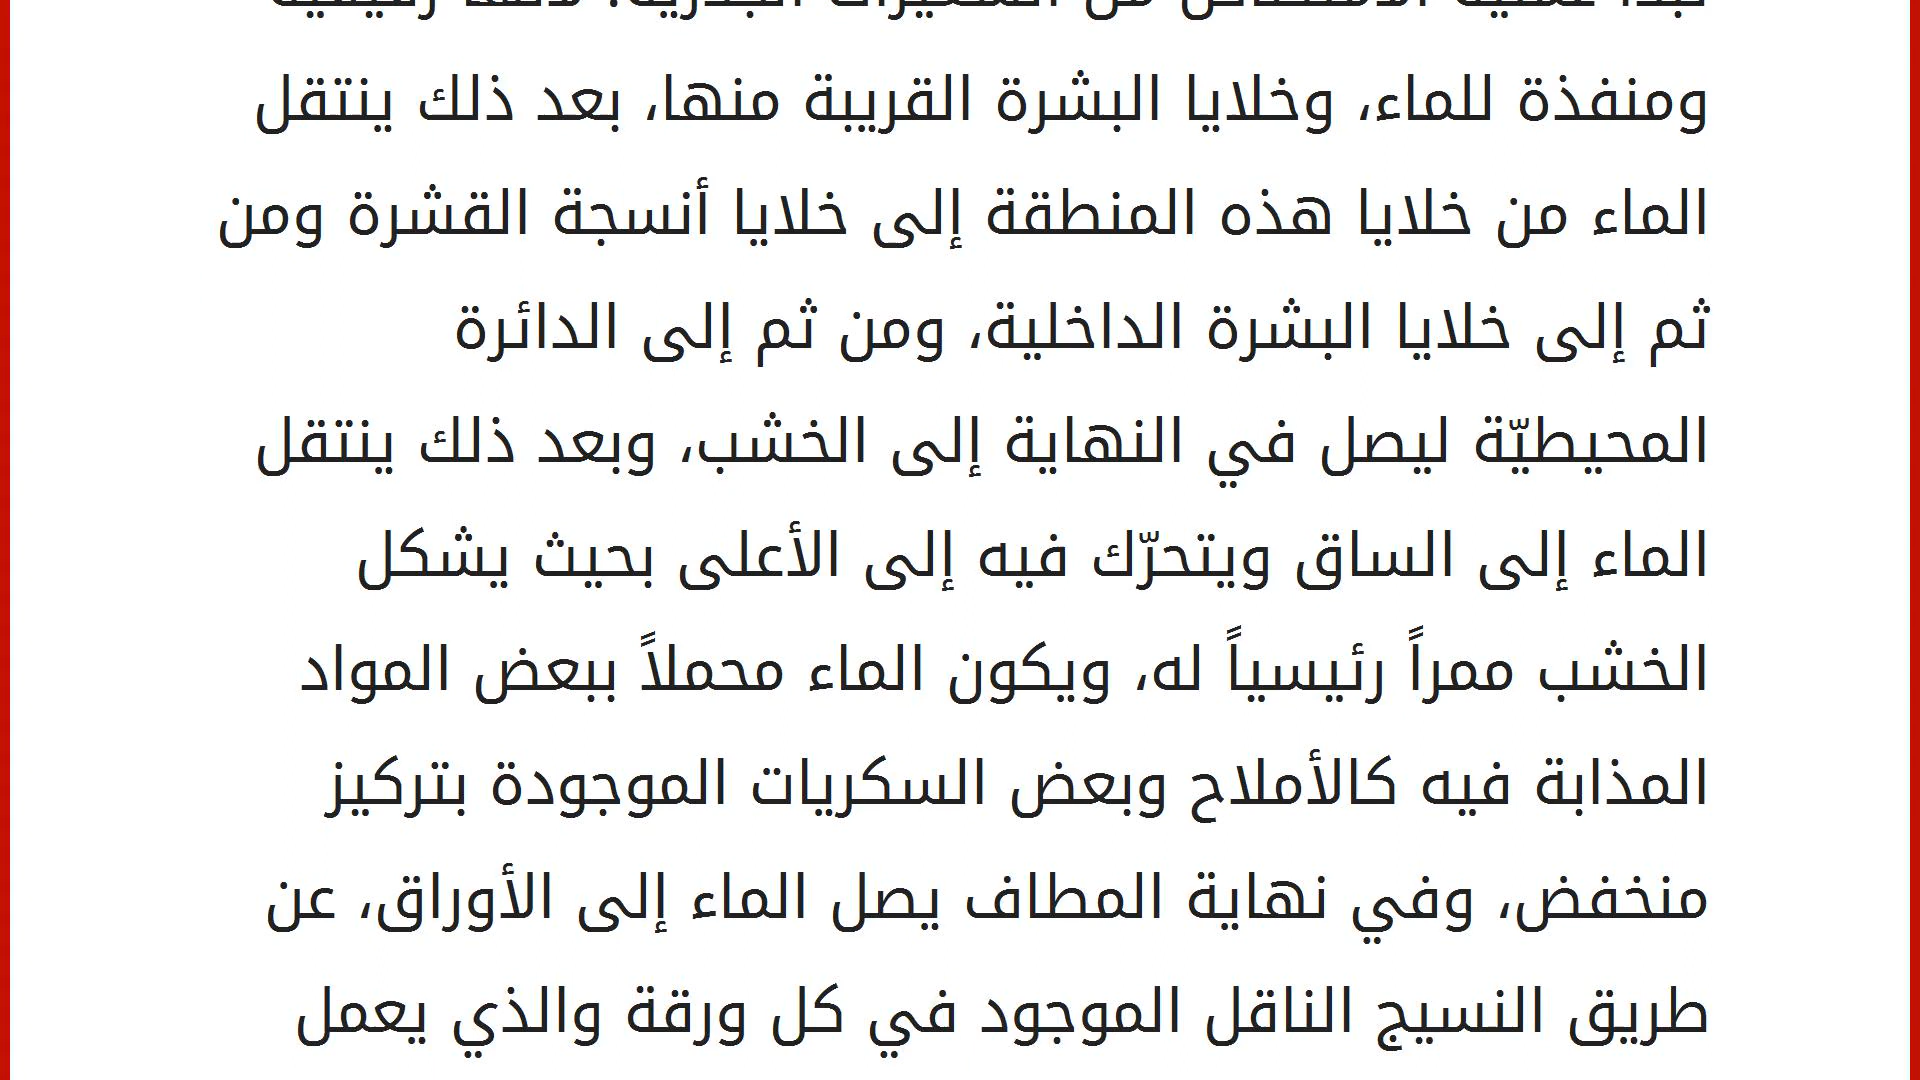 ومنفذة للماء، وخلايا البشرة القريبة منها، بعد ذلك ينتقل
الماء من خلايا هذه المنطقة إلى خلايا أنسجة القشرة ومن
ثم إلى خلايا البشرة الداخلية، ومن ثم إلى الدائرة
المحيطيّة ليصل في النهاية إلى الخشب، وبعد ذلك ينتقل
الماء إلى الساق ويتحرّك فيه إلى الأعلى بحيث يشكل
الخشب ممراً رئيسياً له، ويكون الماء محملاً ببعض المواد
المذابة فيه كالأملاح وبعض السكريات الموجودة بتركيز
منخفض، وفي نهاية المطاف يصل الماء إلى الأوراق، عن
طريق النسيج الناقل الموجود في كل ورقة والذي يعمل